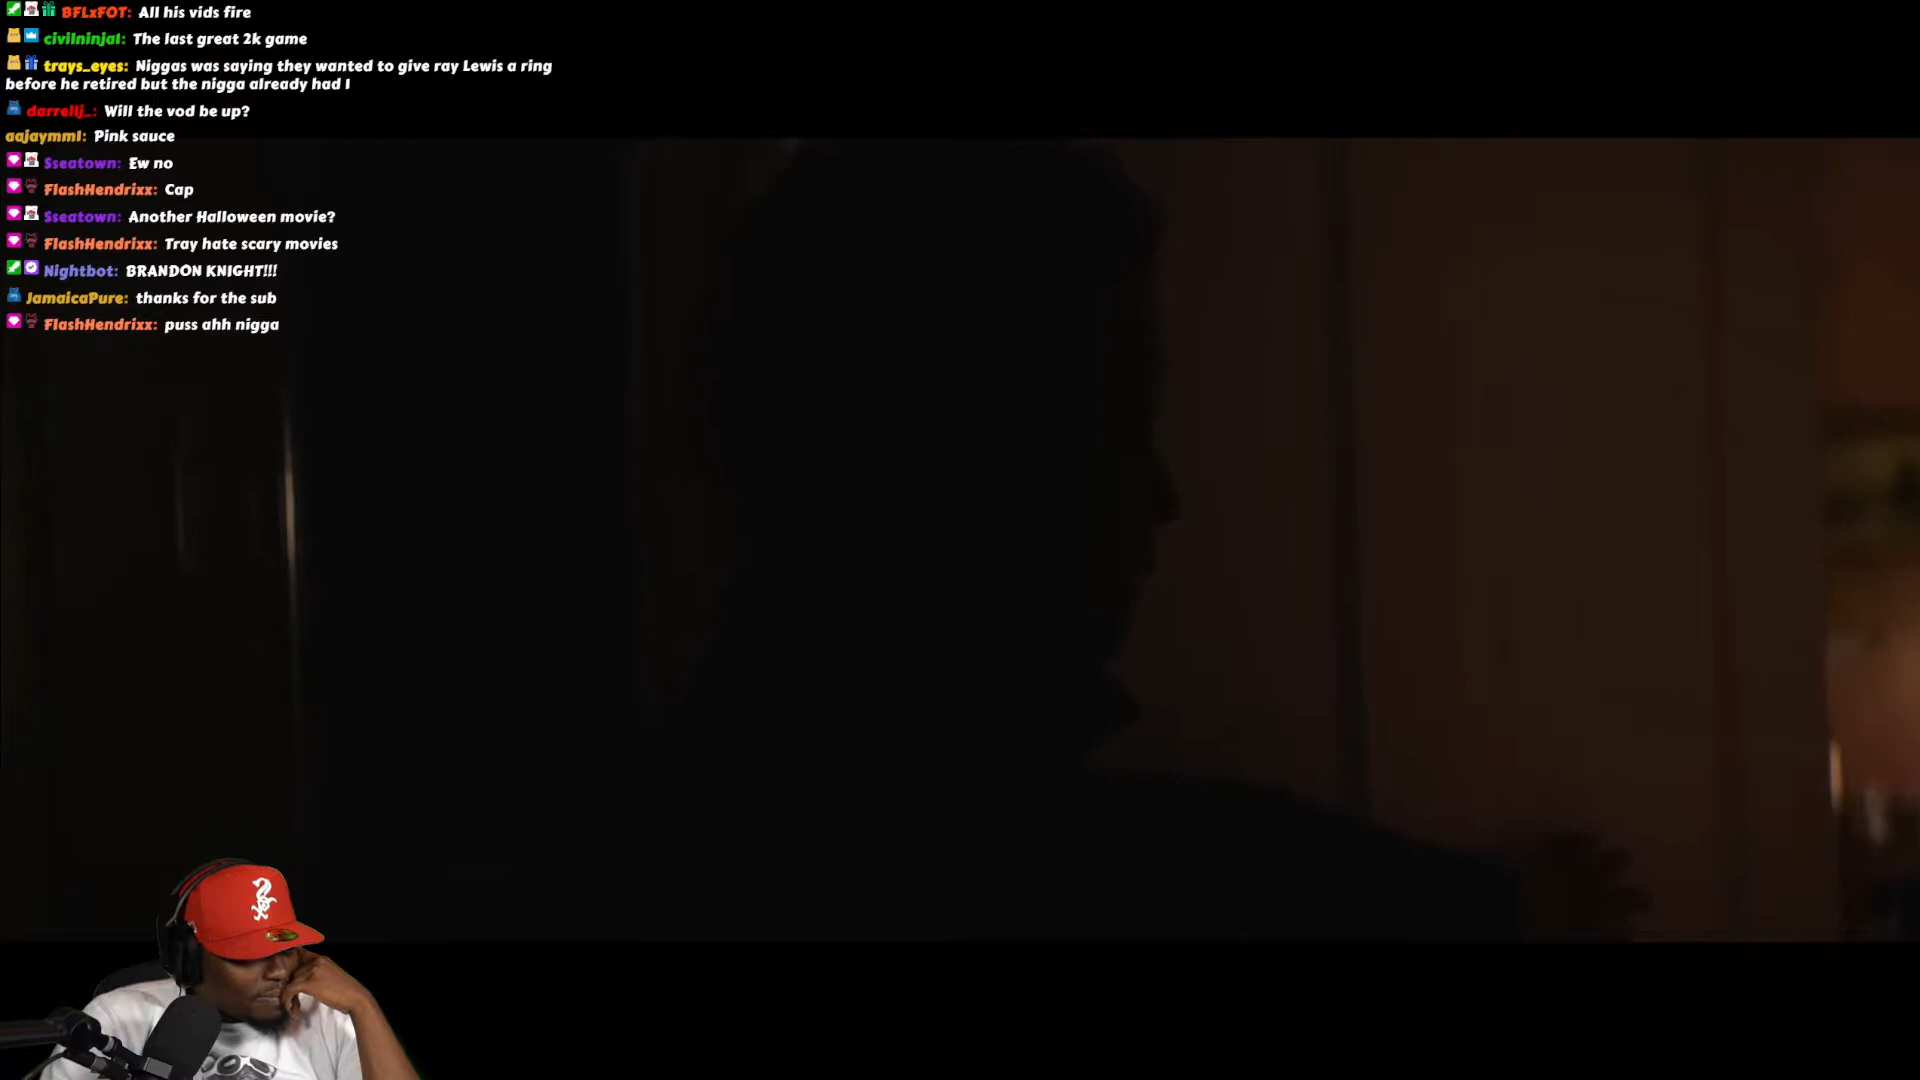 BFLxFOT: All his vids fire
civilninja1: The last great 2k game
trays_eyes: Niggas was saying they wanted to give ray Lewis a ring
before he retired but the nigga already had 1
darrellj_: Will the vod be up?
aajaymm1: Pink sauce
Sseatown: Ew no
FlashHendrixx: Cap
Sseatown: Another Halloween movie?
FlashHendrixx: Tray hate scary movies
Nightbot: BRANDON KNIGHT!!!
JamaicaPure: thanks for the sub
FlashHendrixx: puss ahh nigga